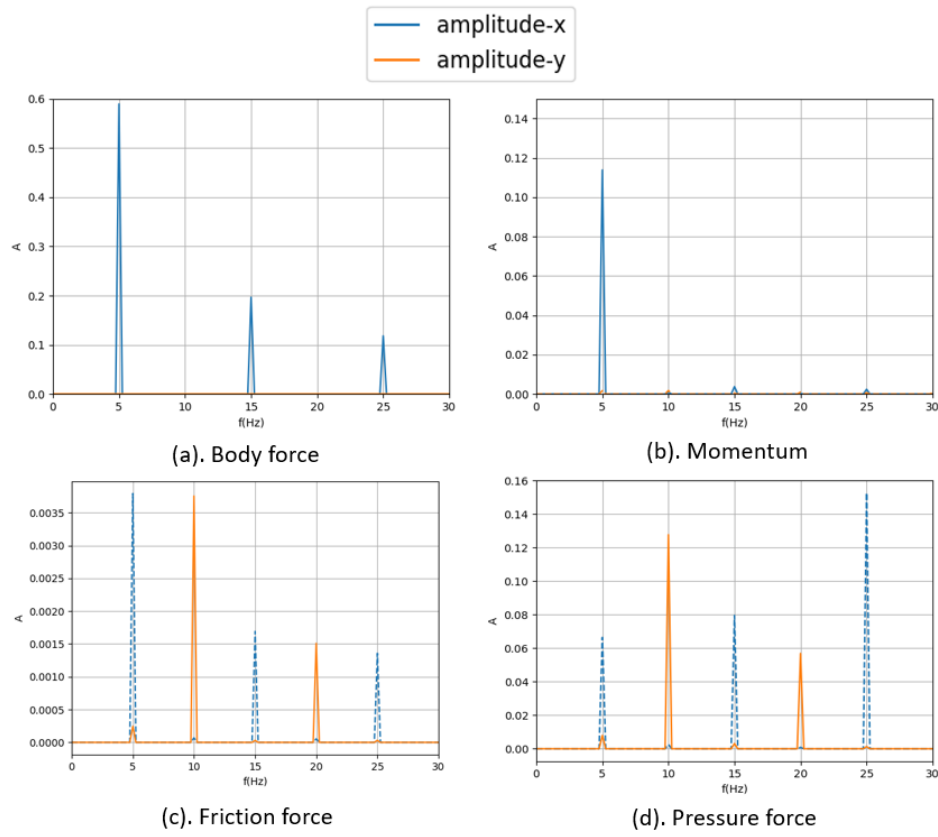 amplitude-x
amplitude-y
0.6
0.5
0.4
0.3
0.2
0.1
0.0
A
0 5 10 15 20 25 30
f(Hz)
(a). Body force
0.14
0.12
0.10
0.08
0.06
0.04
0.02
0.00
A
0 5 10 15 20 25 30
f(Hz)
(b). Momentum
0.0035
0.0030
0.0025
0.0020
0.0015
0.0010
0.0005
0.0000
A
0 5 10 15 20 25 30
f(Hz)
(c). Friction force
0.16
0.14
0.12
0.10
0.08
0.06
0.04
0.02
0.00
A
0 5 10 15 20 25 30
f(Hz)
(d). Pressure force